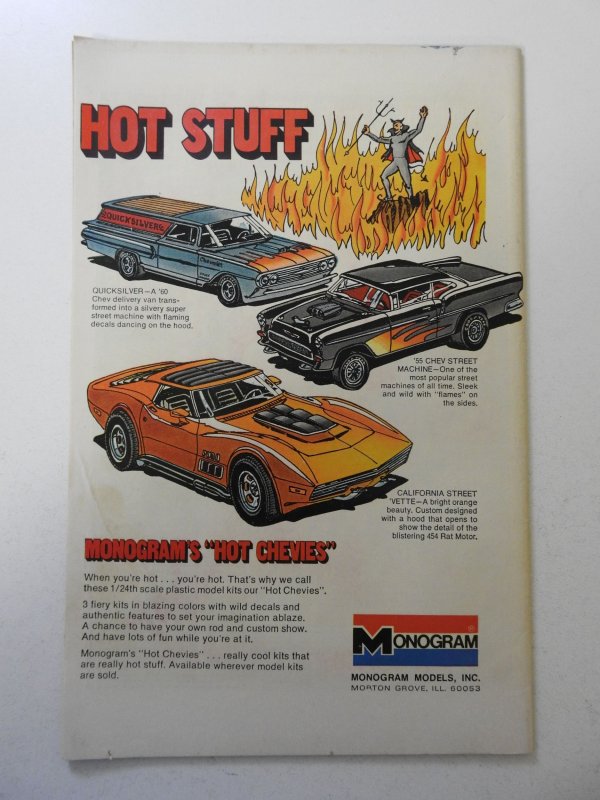 HOT STUFF
QUICKSILVER
Chevrolet
QUICKSILVER—A '60
Chev delivery van trans-
formed into a silvery super
street machine with flaming
decals dancing on the hood.
'55 CHEV STREET
MACHINE—One of the
most popular street
machines of all time. Sleek
and wild with "flames" on
the sides.
CALIFORNIA STREET
'VETTE—A bright orange
beauty. Custom designed
with a hood that opens to
show the detail of the
blistering 454 Rat Motor.
MONOGRAM'S "HOT CHEVIES"
When you're hot . . . you're hot. That's why we call
these 1/24th scale plastic model kits our "Hot Chevies".
3 fiery kits in blazing colors with wild decals and
authentic features to set your imagination ablaze.
A chance to have your own rod and custom show.
And have lots of fun while you're at it.
Monogram's "Hot Chevies" . . . really cool kits that
are really hot stuff. Available wherever model kits
are sold.
MONOGRAM ®
MONOGRAM MODELS, INC.
MORTON GROVE, ILL. 60053